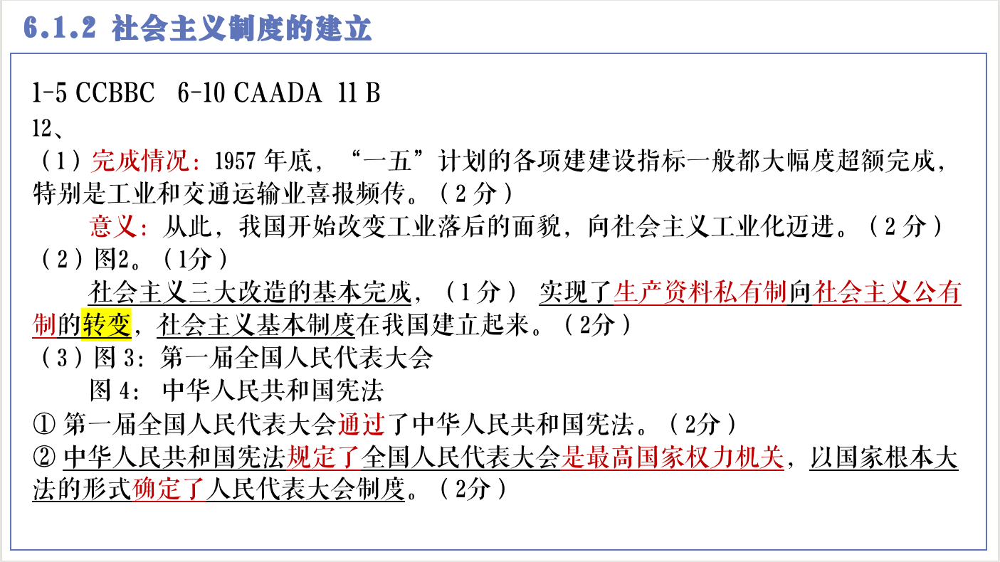 6.1.2 社会主义制度的建立
1-5 CCBBC 6-10 CAADA 11 B
12、
（1）完成情况：1957 年底，“一五”计划的各项建建设指标一般都大幅度超额完成，
特别是工业和交通运输业喜报频传。（2 分）
意义：从此，我国开始改变工业落后的面貌，向社会主义工业化迈进。（2 分）
（2）图2。（1分）
社会主义三大改造的基本完成，（1 分） 实现了生产资料私有制向社会主义公有
制的转变，社会主义基本制度在我国建立起来。（2分）
（3）图 3：第一届全国人民代表大会
图 4： 中华人民共和国宪法
① 第一届全国人民代表大会通过了中华人民共和国宪法。（2分）
② 中华人民共和国宪法规定了全国人民代表大会是最高国家权力机关，以国家根本大
法的形式确定了人民代表大会制度。（2分）